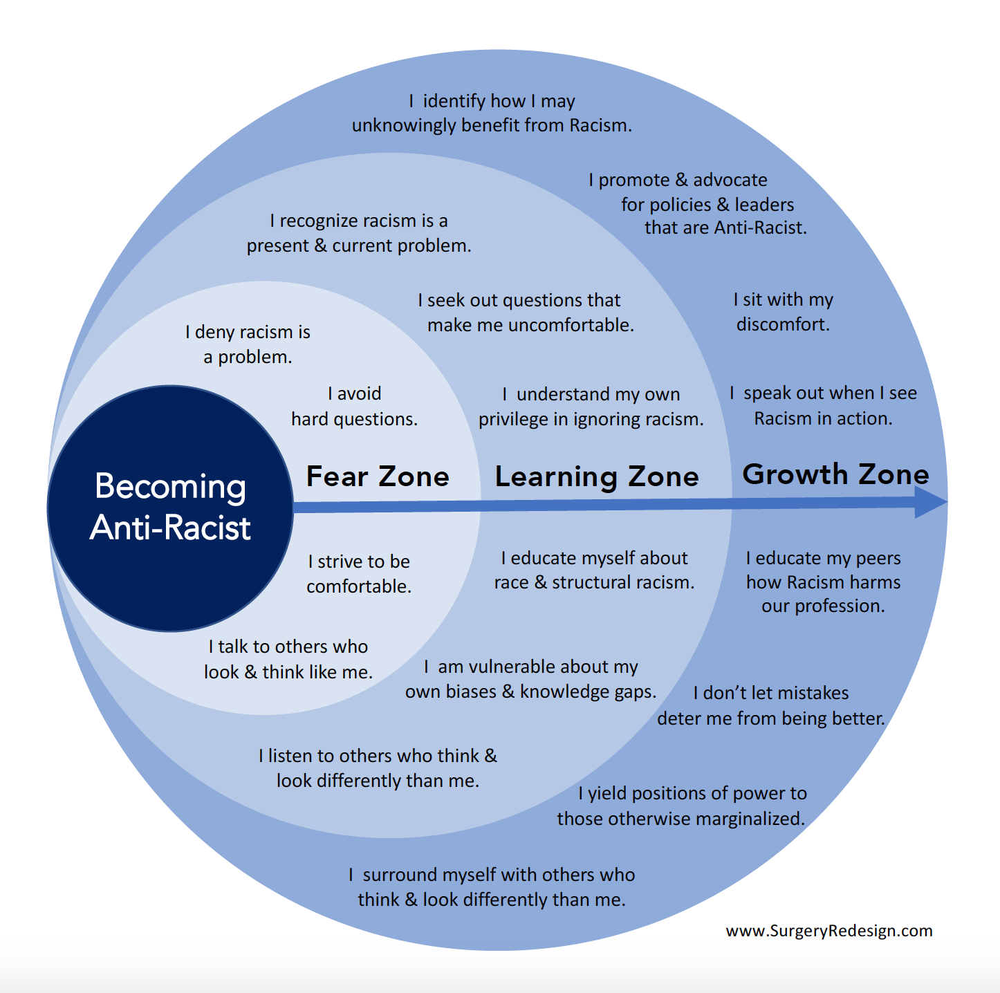 I identify how I may
unknowingly benefit from Racism.
I promote & advocate
for policies & leaders
that are Anti-Racist.
I recognize racism is a
present & current problem.
I seek out questions that
make me uncomfortable.
I sit with my
discomfort.
I deny racism is
a problem.
I avoid
hard questions.
I understand my own
privilege in ignoring racism.
I speak out when I see
Racism in action.
Becoming
Anti-Racist
Fear Zone
Learning Zone
Growth Zone
I strive to be
comfortable.
I educate myself about
race & structural racism.
I educate my peers
how Racism harms
our profession.
I talk to others who
look & think like me.
I am vulnerable about my
own biases & knowledge gaps.
I don’t let mistakes
deter me from being better.
I listen to others who think &
look differently than me.
I yield positions of power to
those otherwise marginalized.
I surround myself with others who
think & look differently than me.
www.SurgeryRedesign.com